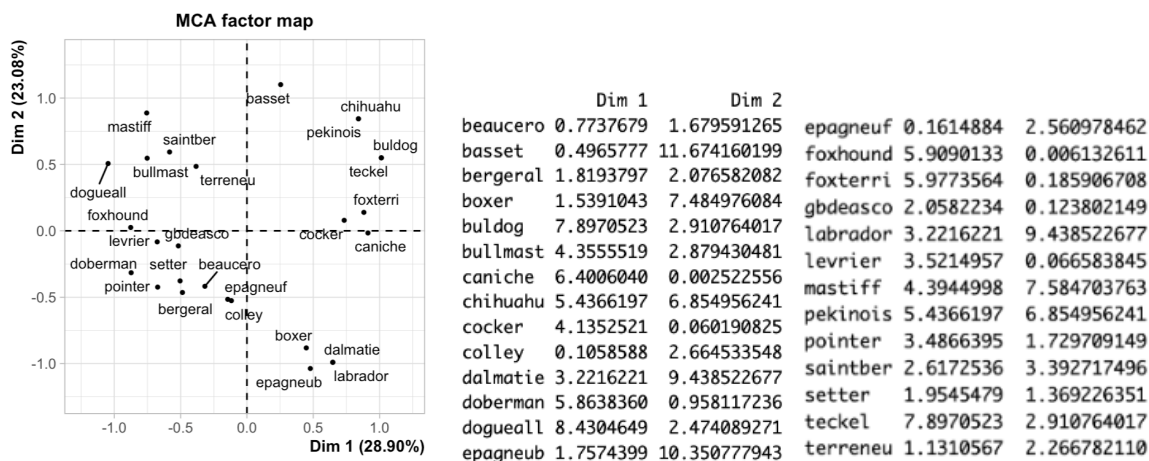 MCA factor map
Dim 2 (23.08%)
1.0
0.5
0.0
-0.5
-1.0
basset
chihuahu
mastiff
pekinois
saintber
buldog
bullmast
teckel
dogueall
terreneu
foxterri
foxhound
gbdeasco
levrier
cocker
caniche
doberman setter beaucero
pointer
epagneuf
bergeral
colley
boxer
dalmatie
epagneub
labrador
-1.0 -0.5 0.0 0.5 1.0
Dim 1 (28.90%)
Dim 1 Dim 2
beaucero 0.7737679 1.679591265
basset 0.4965777 11.674160199
bergeral 1.8193797 2.076582082
boxer 1.5391043 7.484976084
buldog 7.8970523 2.910764017
bullmast 4.3555519 2.879430481
caniche 6.4006040 0.002522556
chihuahu 5.4366197 6.854956241
cocker 4.1352521 0.060190825
colley 0.1058588 2.664533548
dalmatie 3.2216221 9.438522677
doberman 5.8638360 0.958117236
dogueall 8.4304649 2.474089271
epagneub 1.7574399 10.350777943
epagneuf 0.1614884 2.560978462
foxhound 5.9090133 0.006132611
foxterri 5.9773564 0.185906708
gbdeasco 2.0582234 0.123802149
labrador 3.2216221 9.438522677
levrier 3.5214957 0.066583845
mastiff 4.3944998 7.584703763
pekinois 5.4366197 6.854956241
pointer 3.4866395 1.729709149
saintber 2.6172536 3.392717496
setter 1.9545479 1.369226351
teckel 7.8970523 2.910764017
terreneu 1.1310567 2.266782110